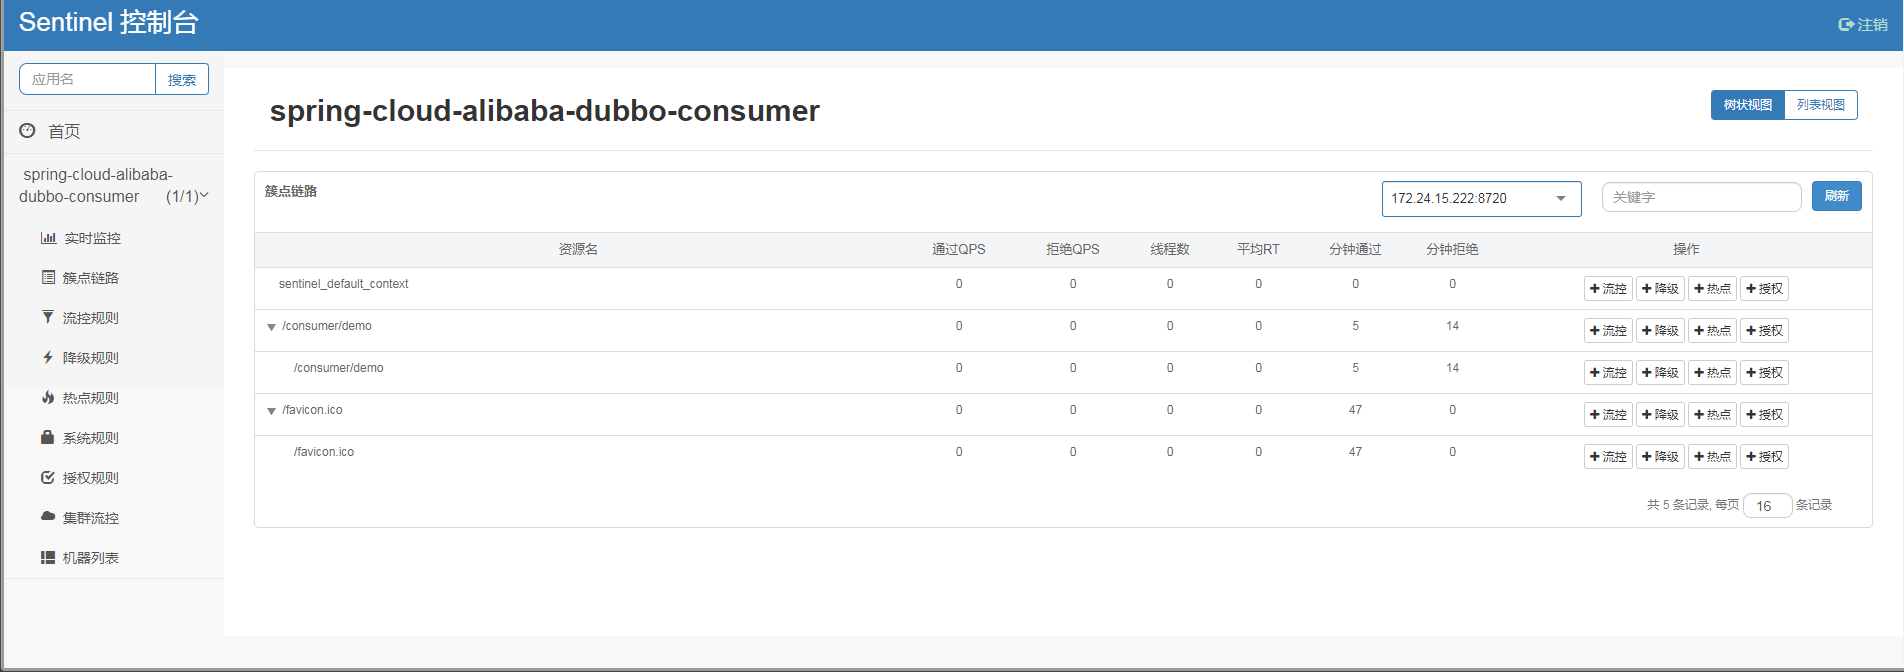 Sentinel 控制台
注销
应用名 搜索
首页
spring-cloud-alibaba-
dubbo-consumer (1/1)
实时监控
簇点链路
流控规则
降级规则
热点规则
系统规则
授权规则
集群流控
机器列表
spring-cloud-alibaba-dubbo-consumer
树状视图 列表视图
簇点链路 172.24.15.222:8720 关键字 刷新
资源名 通过QPS 拒绝QPS 线程数 平均RT 分钟通过 分钟拒绝 操作
sentinel_default_context 0 0 0 0 0 0 流控 降级 热点 授权
/consumer/demo 0 0 0 0 5 14 流控 降级 热点 授权
/consumer/demo 0 0 0 0 5 14 流控 降级 热点 授权
/favicon.ico 0 0 0 0 47 0 流控 降级 热点 授权
/favicon.ico 0 0 0 0 47 0 流控 降级 热点 授权
共 5 条记录, 每页 16 条记录